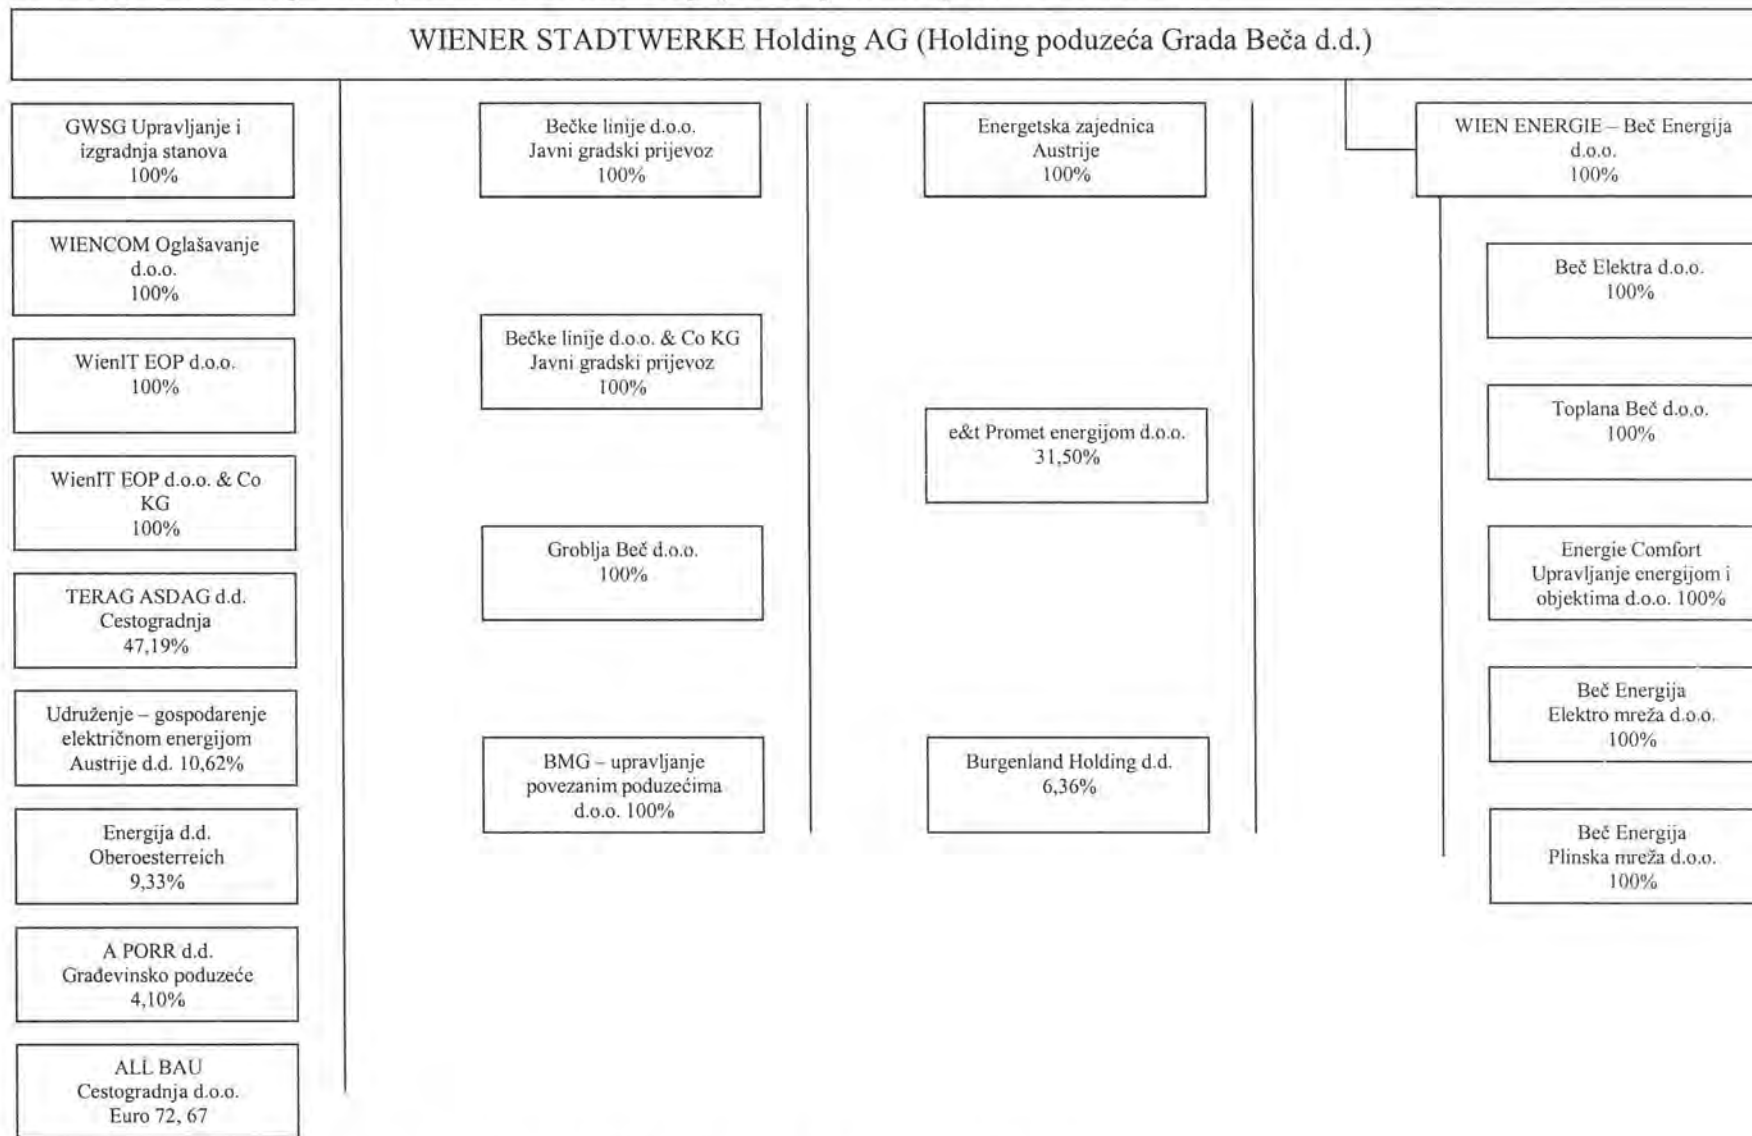 WIENER STADTWERKE Holding AG (Holding poduzeća Grada Beča d.d.)
GWSG Upravljanje i
izgradnja stanova
100%
WIENCOM Oglašavanje
d.o.o.
100%
WienIT EOP d.o.o.
100%
WienIT EOP d.o.o. & Co
KG
100%
TERAG ASDAG d.d.
Cestogradnja
47,19%
Udruženje – gospodarenje
električnom energijom
Austrije d.d. 10,62%
Energija d.d.
Oberoesterreich
9,33%
A PORR d.d.
Građevinsko poduzeće
4,10%
ALL BAU
Cestogradnja d.o.o.
Euro 72, 67
Bečke linije d.o.o.
Javni gradski prijevoz
100%
Bečke linije d.o.o. & Co KG
Javni gradski prijevoz
100%
Groblja Beč d.o.o.
100%
BMG – upravljanje
povezanim poduzećima
d.o.o. 100%
Energetska zajednica
Austrije
100%
e&t Promet energijom d.o.o.
31,50%
Burgenland Holding d.d.
6,36%
WIEN ENERGIE – Beč Energija
d.o.o.
100%
Beč Elektra d.o.o.
100%
Toplana Beč d.o.o.
100%
Energie Comfort
Upravljanje energijom i
objektima d.o.o. 100%
Beč Energija
Elektro mreža d.o.o.
100%
Beč Energija
Plinska mreža d.o.o.
100%